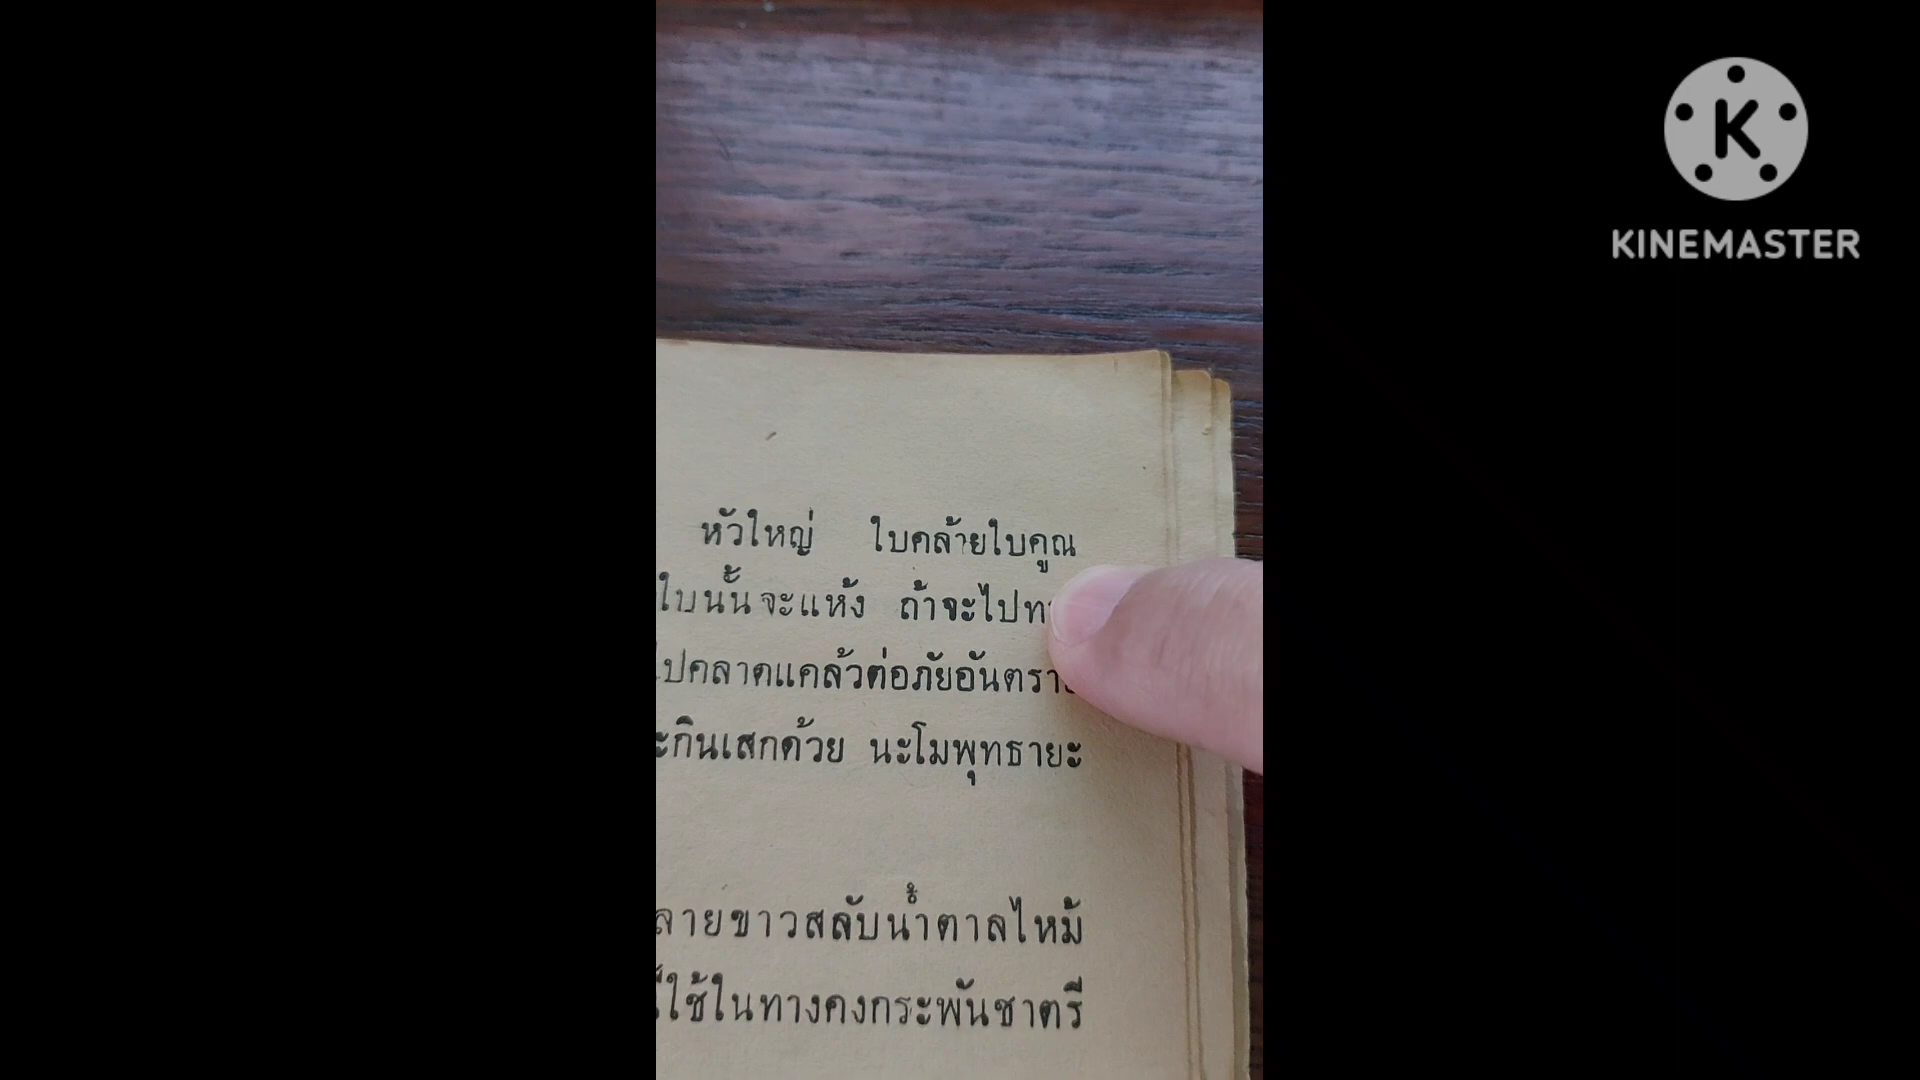 หัวใหญ่ ใบคล้ายใบคูณ
ใบนั้นจะแห้ง ถ้าจะไป
ไปคลาดแคล้วต่อภัย
กินเสกด้วย นะโมพุทธายะ
ลายขาวสลับน้ำตาลไหม้
ใช้ในทางคงกระพันชาตรี
KINEMASTER